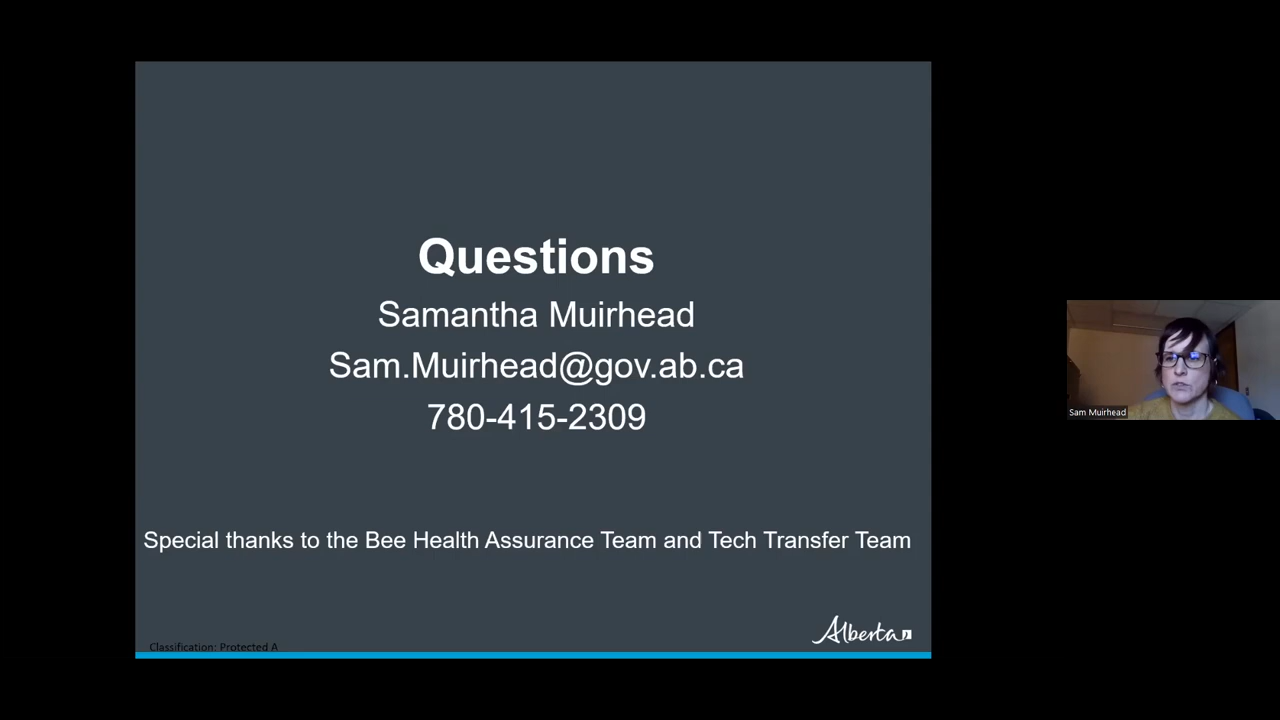 Questions
Samantha Muirhead
Sam.Muirhead@gov.ab.ca
780-415-2309
Sam Muirhead
Special thanks to the Bee Health Assurance Team and Tech Transfer Team
Alberta
Classification: Protected A